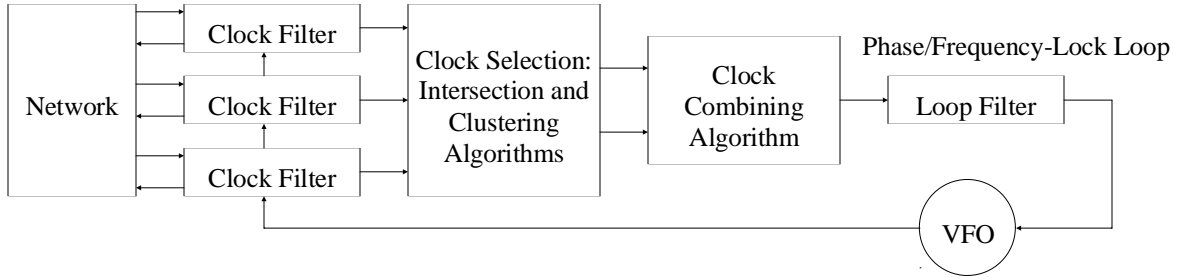 Network
Clock Filter
Clock Filter
Clock Filter
Clock Selection:
Intersection and
Clustering
Algorithms
Clock
Combining
Algorithm
Phase/Frequency-Lock Loop
Loop Filter
VFO